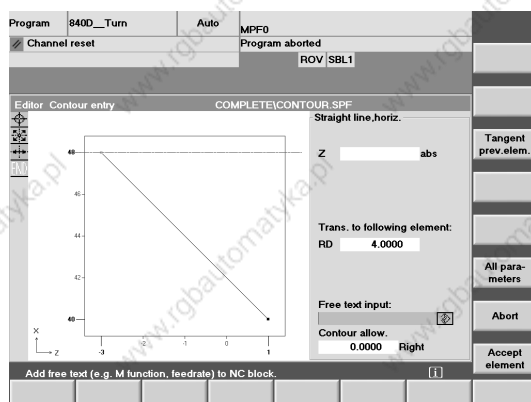 Program
840D__Turn
Auto
MPF0
Channel reset
Program aborted
ROV SBL1
Editor Contour entry
COMPLETE\CONTOUR.SPF
Straight line,horiz.
Z abs
Tangent
prev.elem.
48
46
44
42
40
-3
-2
-1
0
1
X
Z
Trans. to following element:
RD 4.0000
All para-
meters
Free text input:
Abort
Contour allow.
0.0000 Right
Accept
element
Add free text (e.g. M function, feedrate) to NC block.
i
www.rgbautomatyka.pl